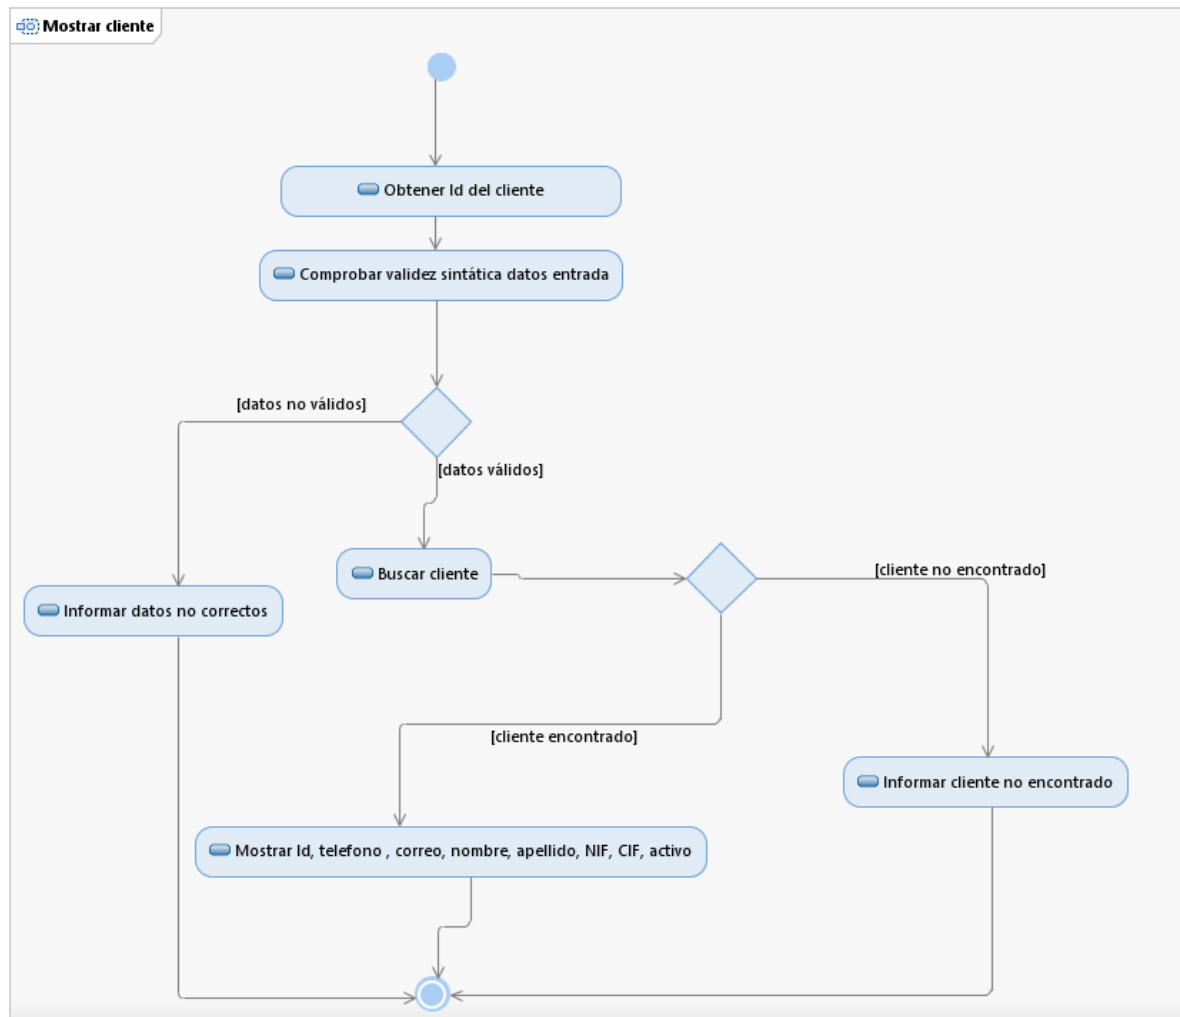 Mostrar cliente
Obtener Id del cliente
Comprobar validez sintática datos entrada
[datos no válidos]
[datos válidos]
Buscar cliente
[cliente no encontrado]
Informar datos no correctos
[cliente encontrado]
Informar cliente no encontrado
Mostrar Id, telefono , correo, nombre, apellido, NIF, CIF, activo